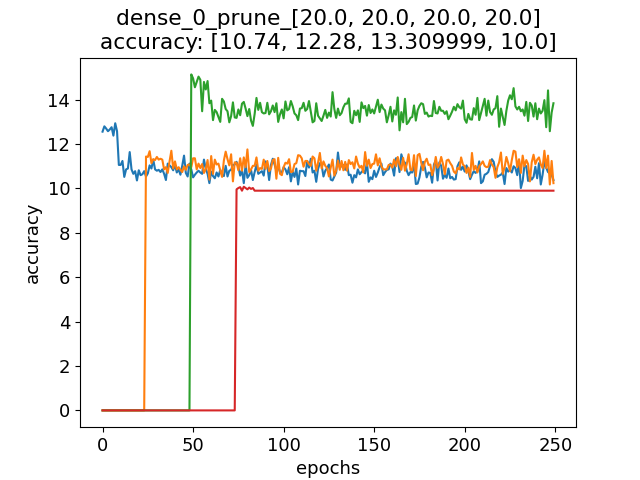 dense_0_prune_[20.0, 20.0, 20.0, 20.0]
accuracy: [10.74, 12.28, 13.309999, 10.0]
14
12
10
8
6
4
2
0
accuracy
0 50 100 150 200 250
epochs